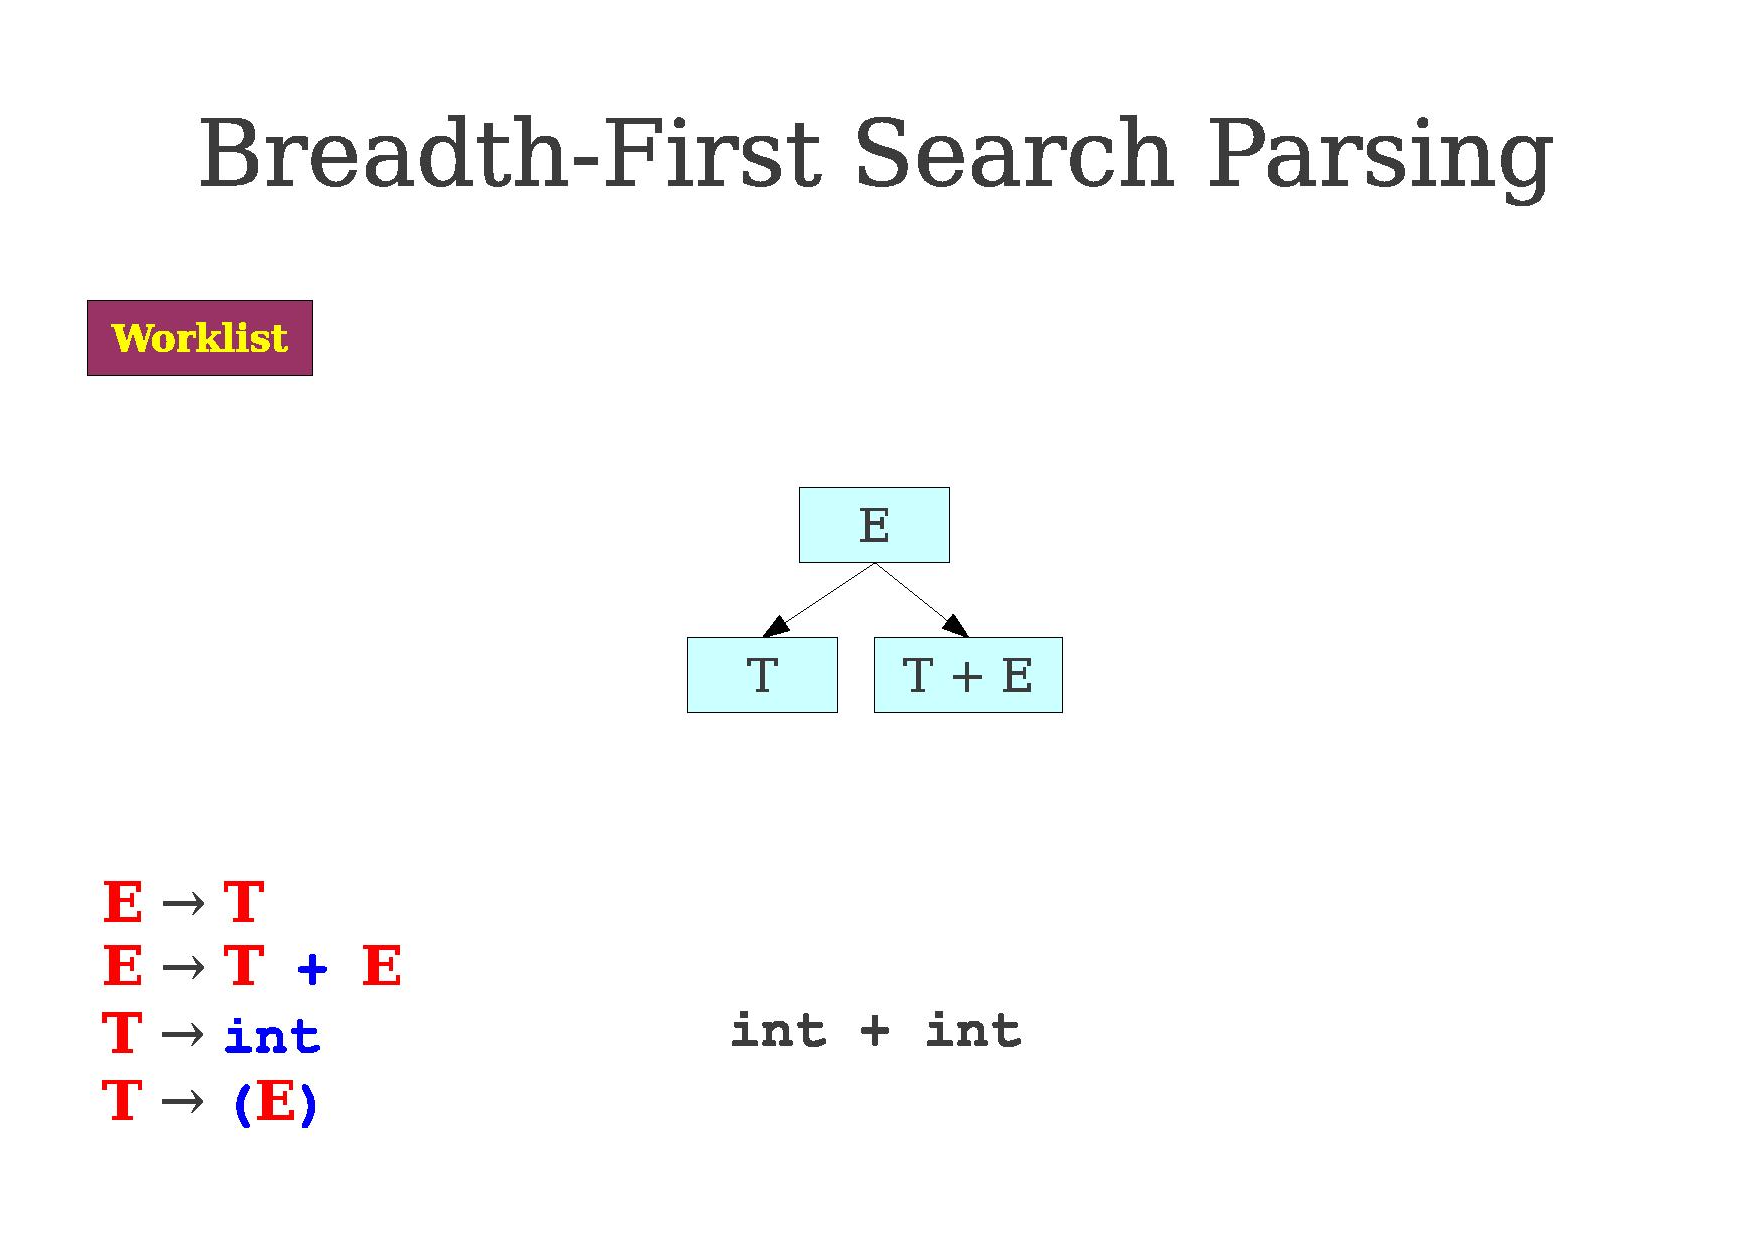 Breadth-First Search Parsing
Worklist
E
T
T + E
E → T
E → T + E
T → int
T → (E)
int + int